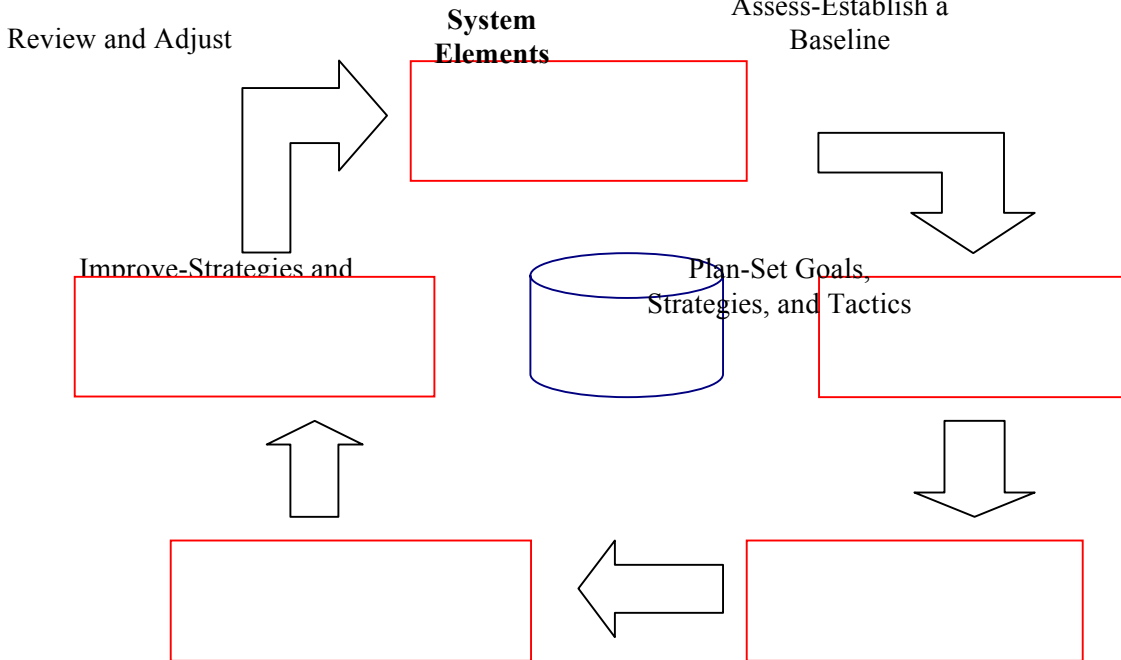 Review and Adjust
System
Elements
Assess-Establish a
Baseline
Improve-Strategies and
Plan-Set Goals,
Strategies, and Tactics